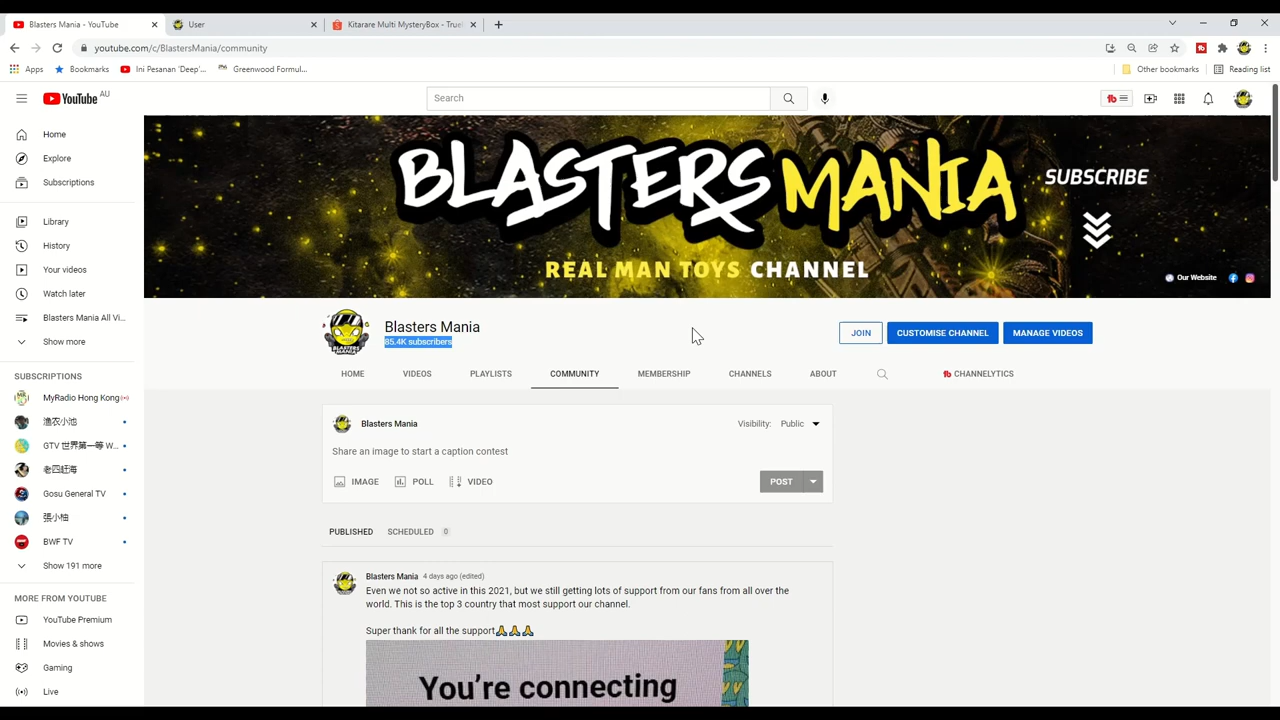 Blasters Mania - YouTube
User
Kitarare Multi MysteryBox - True
youtube.com/c/BlastersMania/community
Apps
Bookmarks
Ini Pesanan 'Deep'...
Greenwood Formul...
Other bookmarks
Reading list
YouTube AU
Search
Home
Explore
Subscriptions
Library
History
Your videos
Watch later
Blasters Mania All Vi...
Show more
SUBSCRIPTIONS
MyRadio Hong Kong
渔农小池
GTV 世界第一等 W...
老四赶海
Gosu General TV
張小柚
BWF TV
Show 191 more
MORE FROM YOUTUBE
YouTube Premium
Movies & shows
Gaming
Live
BLASTERS MANIA
REAL MAN TOYS CHANNEL
SUBSCRIBE
Our Website
BLASTERS MANIA
Blasters Mania
85.4K subscribers
JOIN
CUSTOMISE CHANNEL
MANAGE VIDEOS
HOME
VIDEOS
PLAYLISTS
COMMUNITY
MEMBERSHIP
CHANNELS
ABOUT
CHANNELYTICS
Blasters Mania
Visibility: Public
Share an image to start a caption contest
IMAGE
POLL
VIDEO
POST
PUBLISHED
SCHEDULED 0
Blasters Mania 4 days ago (edited)
Even we not so active in this 2021, but we still getting lots of support from our fans from all over the
world. This is the top 3 country that most support our channel.
Super thank for all the support🙏🙏🙏
You're connecting